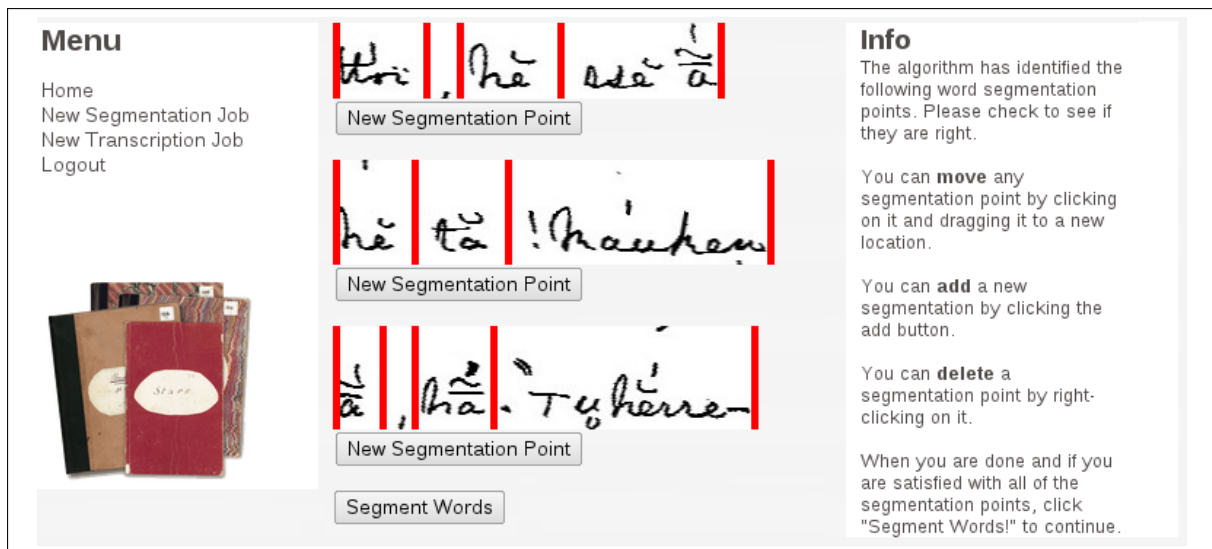 Menu
Home
New Segmentation Job
New Transcription Job
Logout
, hĕ ssĕ
New Segmentation Point
hĕ tă
New Segmentation Point
New Segmentation Point
Segment Words
Info
The algorithm has identified the
following word segmentation
points. Please check to see if
they are right.
You can move any
segmentation point by clicking
on it and dragging it to a new
location.
You can add a new
segmentation by clicking the
add button.
You can delete a
segmentation point by right-
clicking on it.
When you are done and if you
are satisfied with all of the
segmentation points, click
"Segment Words!" to continue.